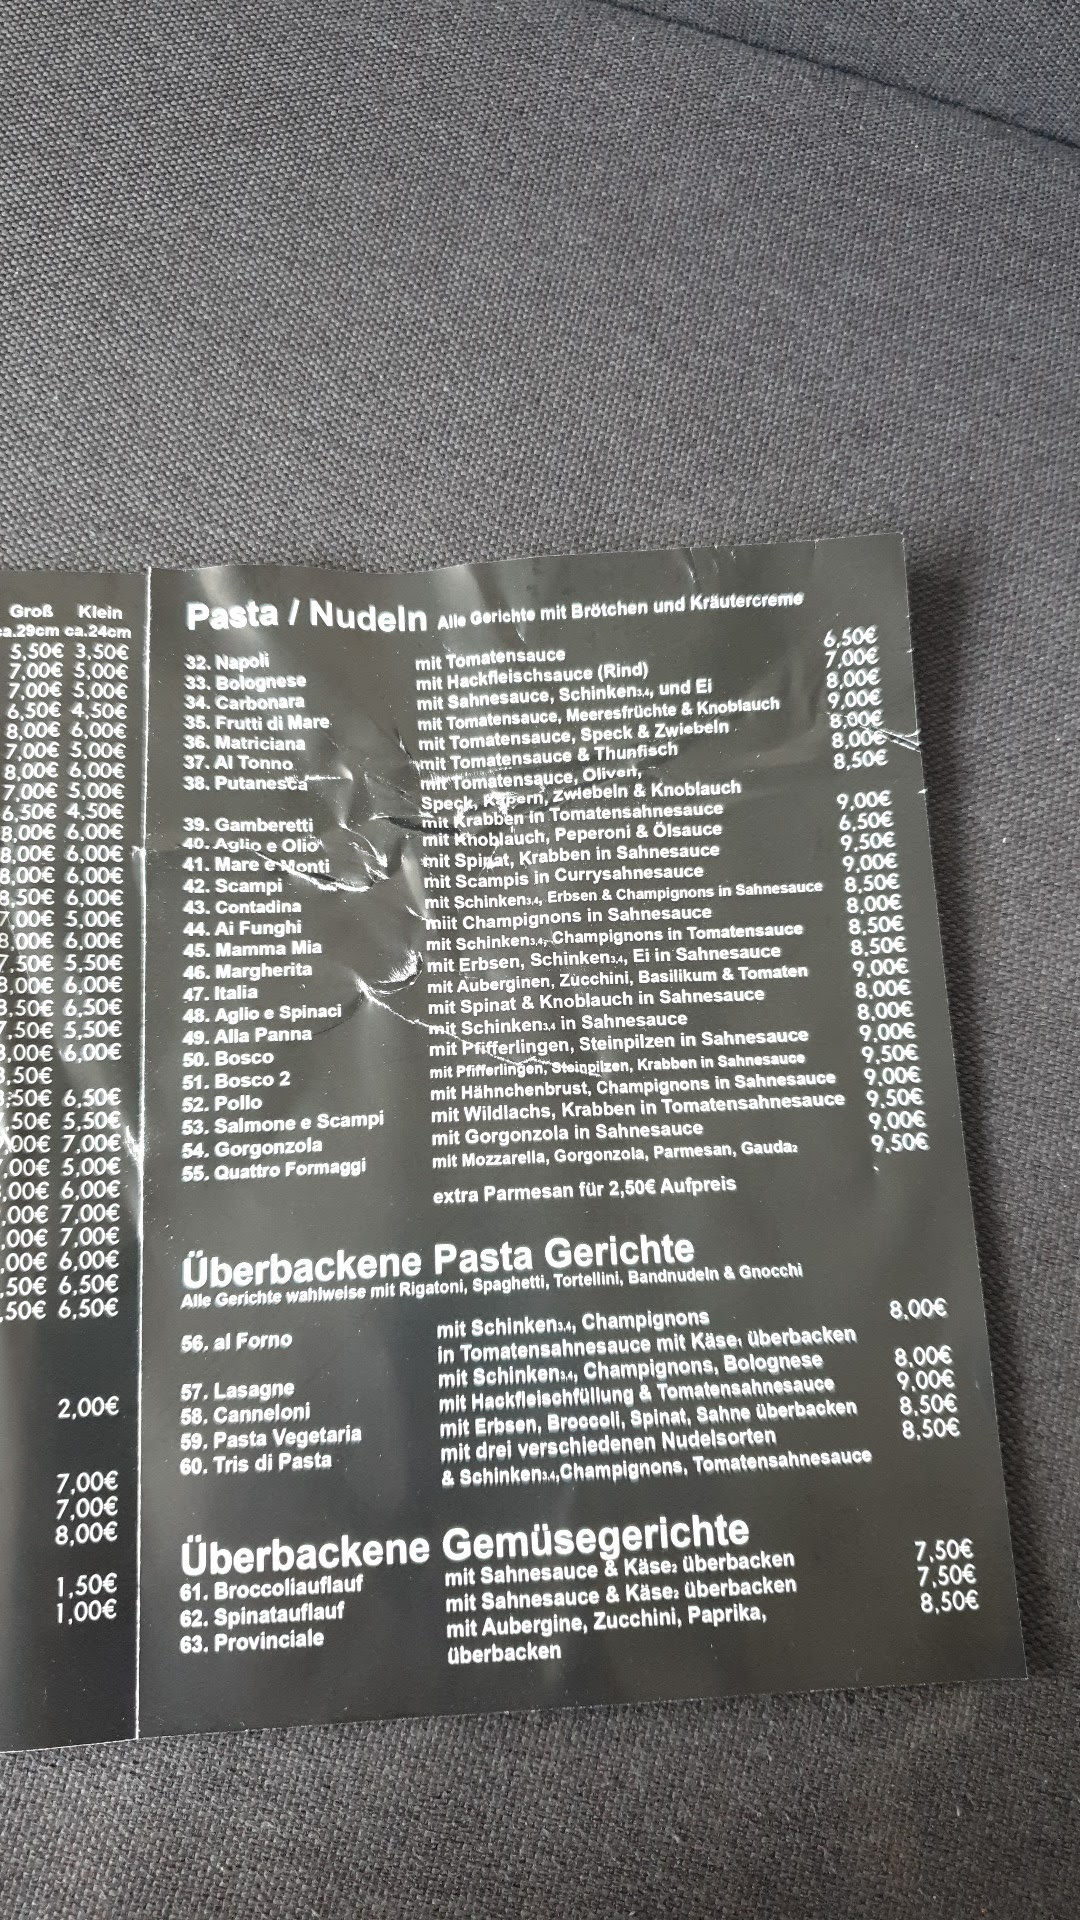 Groß Klein
ca.29cm ca.24cm
5,50€ 3,50€
7,00€ 5,00€
7,00€ 5,00€
6,50€ 4,50€
8,00€ 6,00€
7,00€ 5,00€
8,00€ 6,00€
7,00€ 5,00€
6,50€ 4,50€
8,00€ 6,00€
8,00€ 6,00€
8,00€ 6,00€
8,50€ 6,00€
7,00€ 5,00€
8,00€ 6,00€
7,50€ 5,50€
8,00€ 6,00€
8,50€ 6,50€
7,50€ 5,50€
8,00€ 6,00€
,50€
,50€ 6,50€
,50€ 5,50€
,00€ 7,00€
,00€ 5,00€
,00€ 6,00€
,00€ 7,00€
,00€ 7,00€
,00€ 6,00€
,50€ 6,50€
,50€ 6,50€
2,00€
7,00€
7,00€
8,00€
1,50€
1,00€
Pasta / Nudeln Alle Gerichte mit Brötchen und Kräutercreme
32. Napoli mit Tomatensauce 6,50€
33. Bolognese mit Hackfleischsauce (Rind) 7,00€
34. Carbonara mit Sahnesauce, Schinken3,4, und Ei 8,00€
35. Frutti di Mare mit Tomatensauce, Meeresfrüchte & Knoblauch 9,00€
36. Matriciana mit Tomatensauce, Speck & Zwiebeln 8,00€
37. Al Tonno mit Tomatensauce & Thunfisch 8,00€
38. Putanesca mit Tomatensauce, Oliven, 8,50€
Speck, Kapern, Zwiebeln & Knoblauch
39. Gamberetti mit Krabben in Tomatensahnesauce 9,00€
40. Aglio e Olio mit Knoblauch, Peperoni & Ölsauce 6,50€
41. Mare e Monti mit Spinat, Krabben in Sahnesauce 9,50€
42. Scampi mit Scampis in Currysahnesauce 9,00€
43. Contadina mit Schinken3,4, Erbsen & Champignons in Sahnesauce 8,50€
44. Ai Funghi mit Champignons in Sahnesauce 8,00€
45. Mamma Mia mit Schinken3,4, Champignons in Tomatensauce 8,50€
46. Margherita mit Erbsen, Schinken3,4, Ei in Sahnesauce 8,50€
47. Italia mit Auberginen, Zucchini, Basilikum & Tomaten 9,00€
48. Aglio e Spinaci mit Spinat & Knoblauch in Sahnesauce 8,00€
49. Alla Panna mit Schinken3,4 in Sahnesauce 8,00€
50. Bosco mit Pfifferlingen, Steinpilzen in Sahnesauce 9,00€
51. Bosco 2 mit Pfifferlingen, Steinpilzen, Krabben in Sahnesauce 9,50€
52. Pollo mit Hähnchenbrust, Champignons in Sahnesauce 9,00€
53. Salmone e Scampi mit Wildlachs, Krabben in Tomatensahnesauce 9,50€
54. Gorgonzola mit Gorgonzola in Sahnesauce 9,00€
55. Quattro Formaggi mit Mozzarella, Gorgonzola, Parmesan, Gauda2 9,50€
extra Parmesan für 2,50€ Aufpreis
Überbackene Pasta Gerichte
Alle Gerichte wahlweise mit Rigatoni, Spaghetti, Tortellini, Bandnudeln & Gnocchi
56. al Forno mit Schinken3,4, Champignons 8,00€
in Tomatensahnesauce mit Käse1 überbacken
57. Lasagne mit Schinken3,4, Champignons, Bolognese 8,00€
58. Canneloni mit Hackfleischfüllung & Tomatensahnesauce 9,00€
59. Pasta Vegetaria mit Erbsen, Broccoli, Spinat, Sahne überbacken 8,50€
60. Tris di Pasta mit drei verschiedenen Nudelsorten 8,50€
& Schinken3,4,Champignons, Tomatensahnesauce
Überbackene Gemüsegerichte
61. Broccoliauflauf mit Sahnesauce & Käse2 überbacken 7,50€
62. Spinatauflauf mit Sahnesauce & Käse2 überbacken 7,50€
63. Provinciale mit Aubergine, Zucchini, Paprika, 8,50€
überbacken